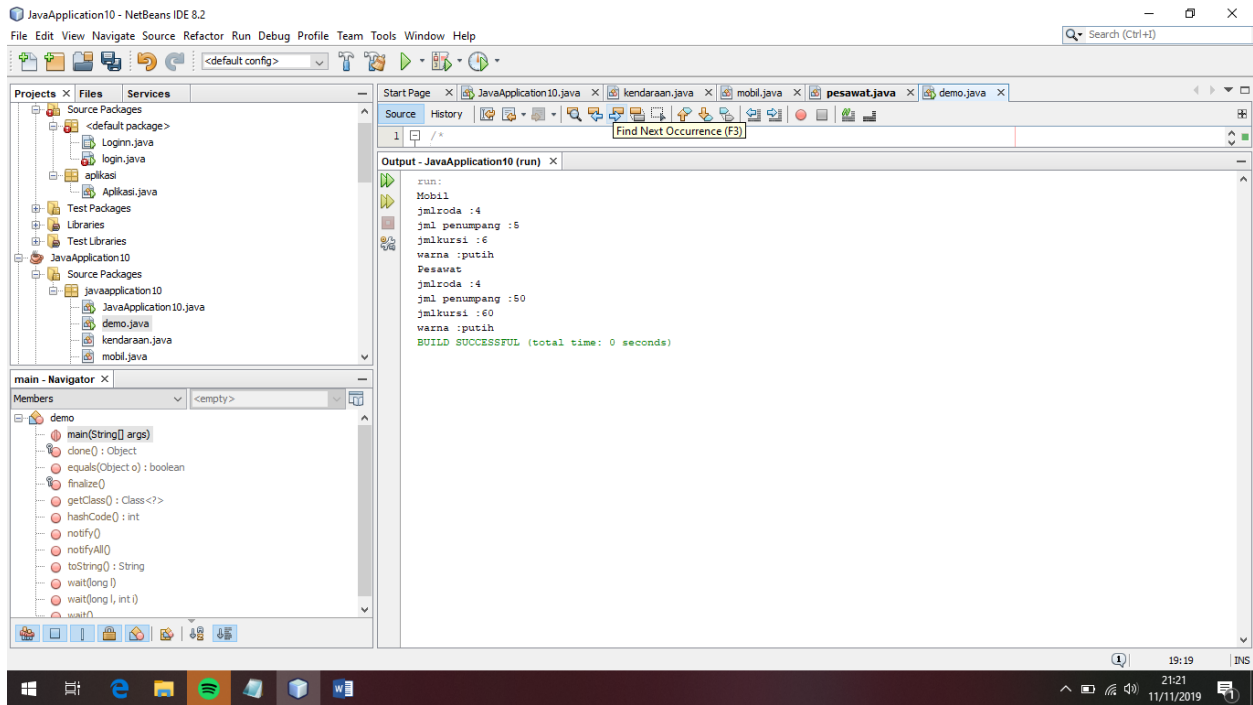 JavaApplication10 - NetBeans IDE 8.2
File Edit View Navigate Source Refactor Run Debug Profile Team Tools Window Help
Search (Ctrl+I)
<default config>
Projects Files Services
Source Packages
<default package>
Loginn.java
login.java
aplikasi
Aplikasi.java
Test Packages
Libraries
Test Libraries
JavaApplication10
Source Packages
javaapplication10
JavaApplication10.java
demo.java
kendaraan.java
mobil.java
main - Navigator
Members
<empty>
demo
main(String[] args)
clone() : Object
equals(Object o) : boolean
finalize()
getClass() : Class<?>
hashCode() : int
notify()
notifyAll()
toString() : String
wait(long l)
wait(long l, int i)
wait()
Start Page JavaApplication10.java kendaraan.java mobil.java pesawat.java demo.java
Source History
Find Next Occurrence (F3)
1 /*
Output - JavaApplication10 (run)
run:
Mobil
jmlroda :4
jml penumpang :5
jmlkursi :6
warna :putih
Pesawat
jmlroda :4
jml penumpang :50
jmlkursi :60
warna :putih
BUILD SUCCESSFUL (total time: 0 seconds)
1 19:19 INS
21:21
11/11/2019